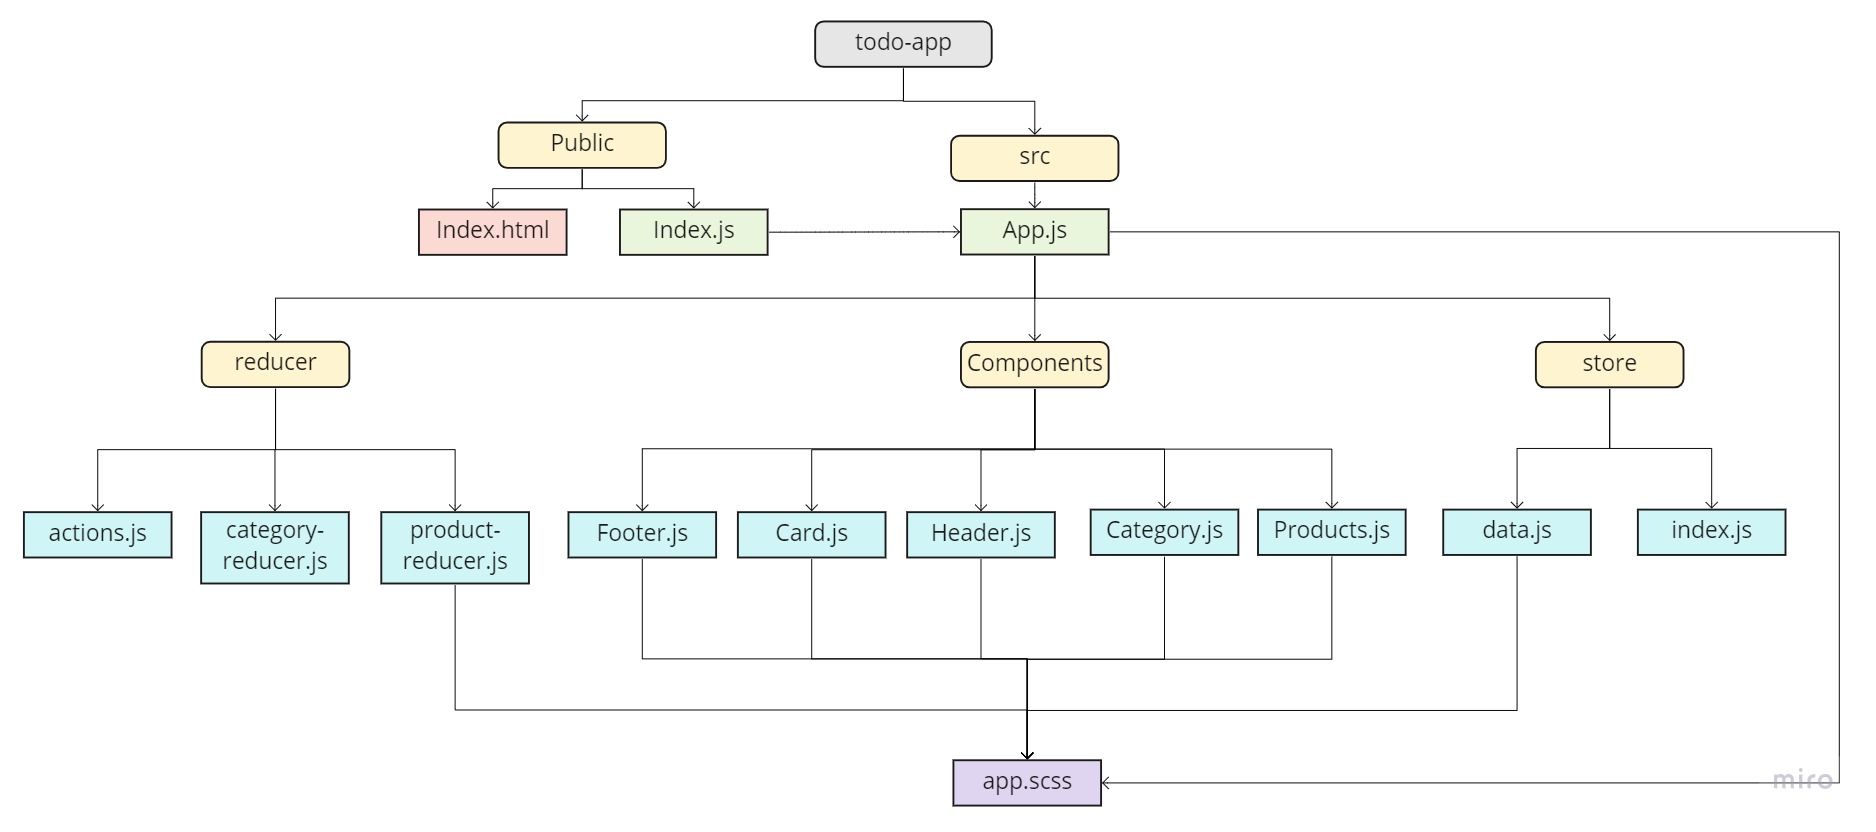 todo-app
Public
src
Index.html
Index.js
App.js
reducer
Components
store
actions.js
category-
reducer.js
product-
reducer.js
Footer.js
Card.js
Header.js
Category.js
Products.js
data.js
index.js
app.scss
miro